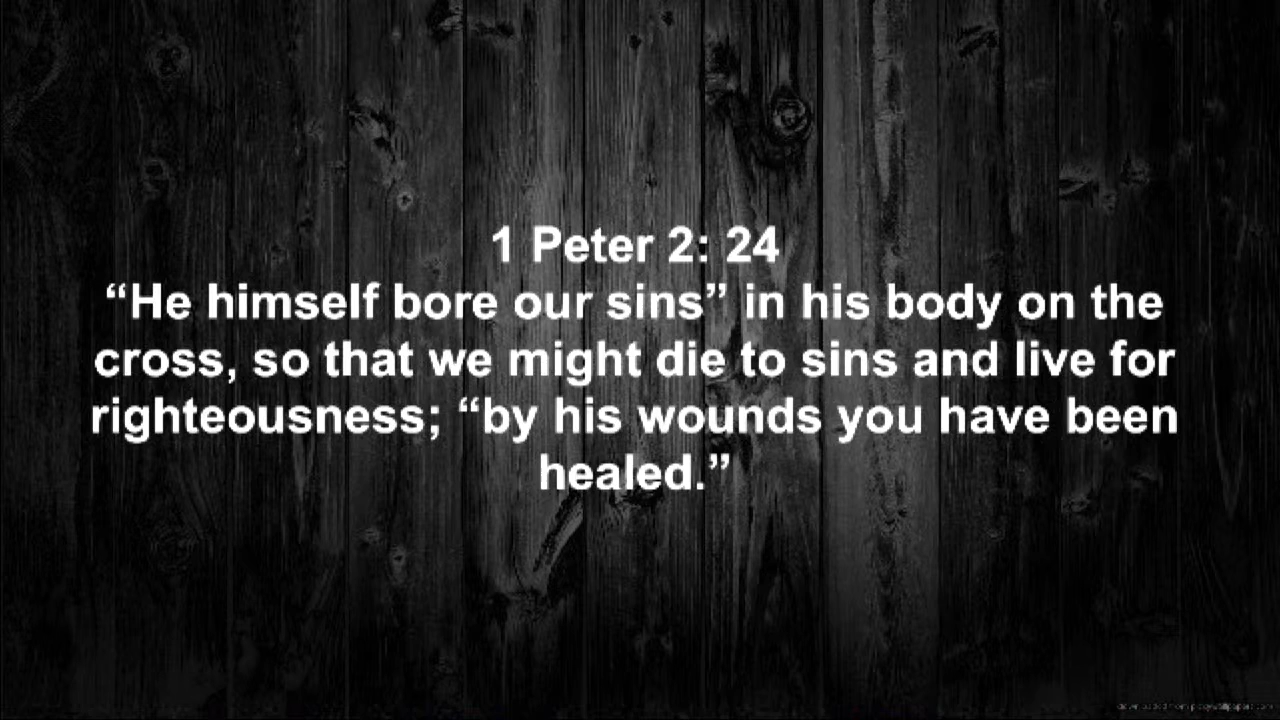 1 Peter 2: 24
“He himself bore our sins” in his body on the
cross, so that we might die to sins and live for
righteousness; “by his wounds you have been
healed.”